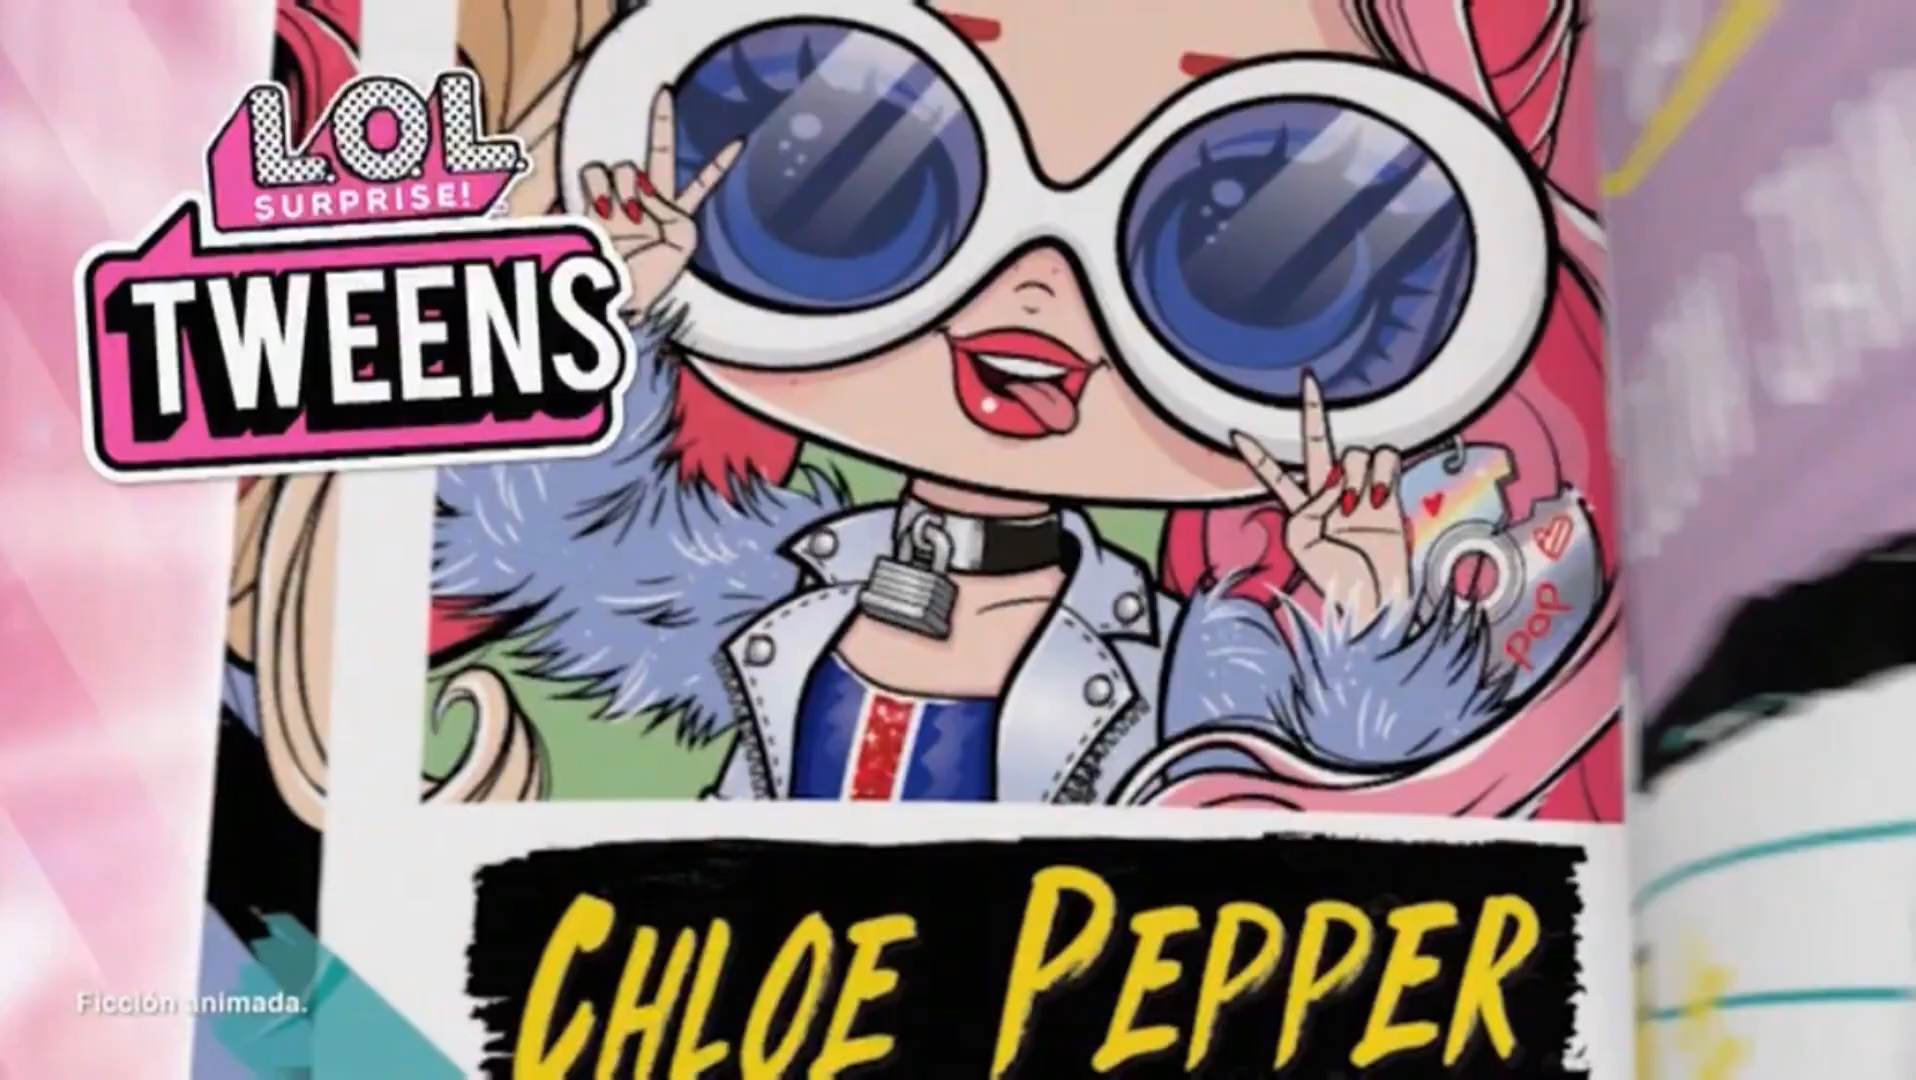 L.O.L.
SURPRISE!
TWEENS
POP
CHLOE PEPPER
Ficción animada.